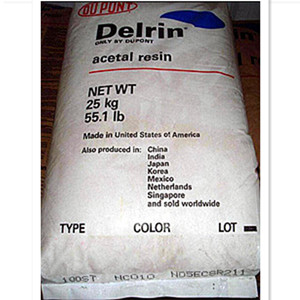 DUPONT
Delrin®
ONLY BY DUPONT
acetal resin
NET WT
25 kg
55.1 lb
Made in United States of America
Also produced in: China
India
Japan
Korea
Mexico
Netherlands
Singapore
and sold worldwide
TYPE COLOR LOT
100ST NC010